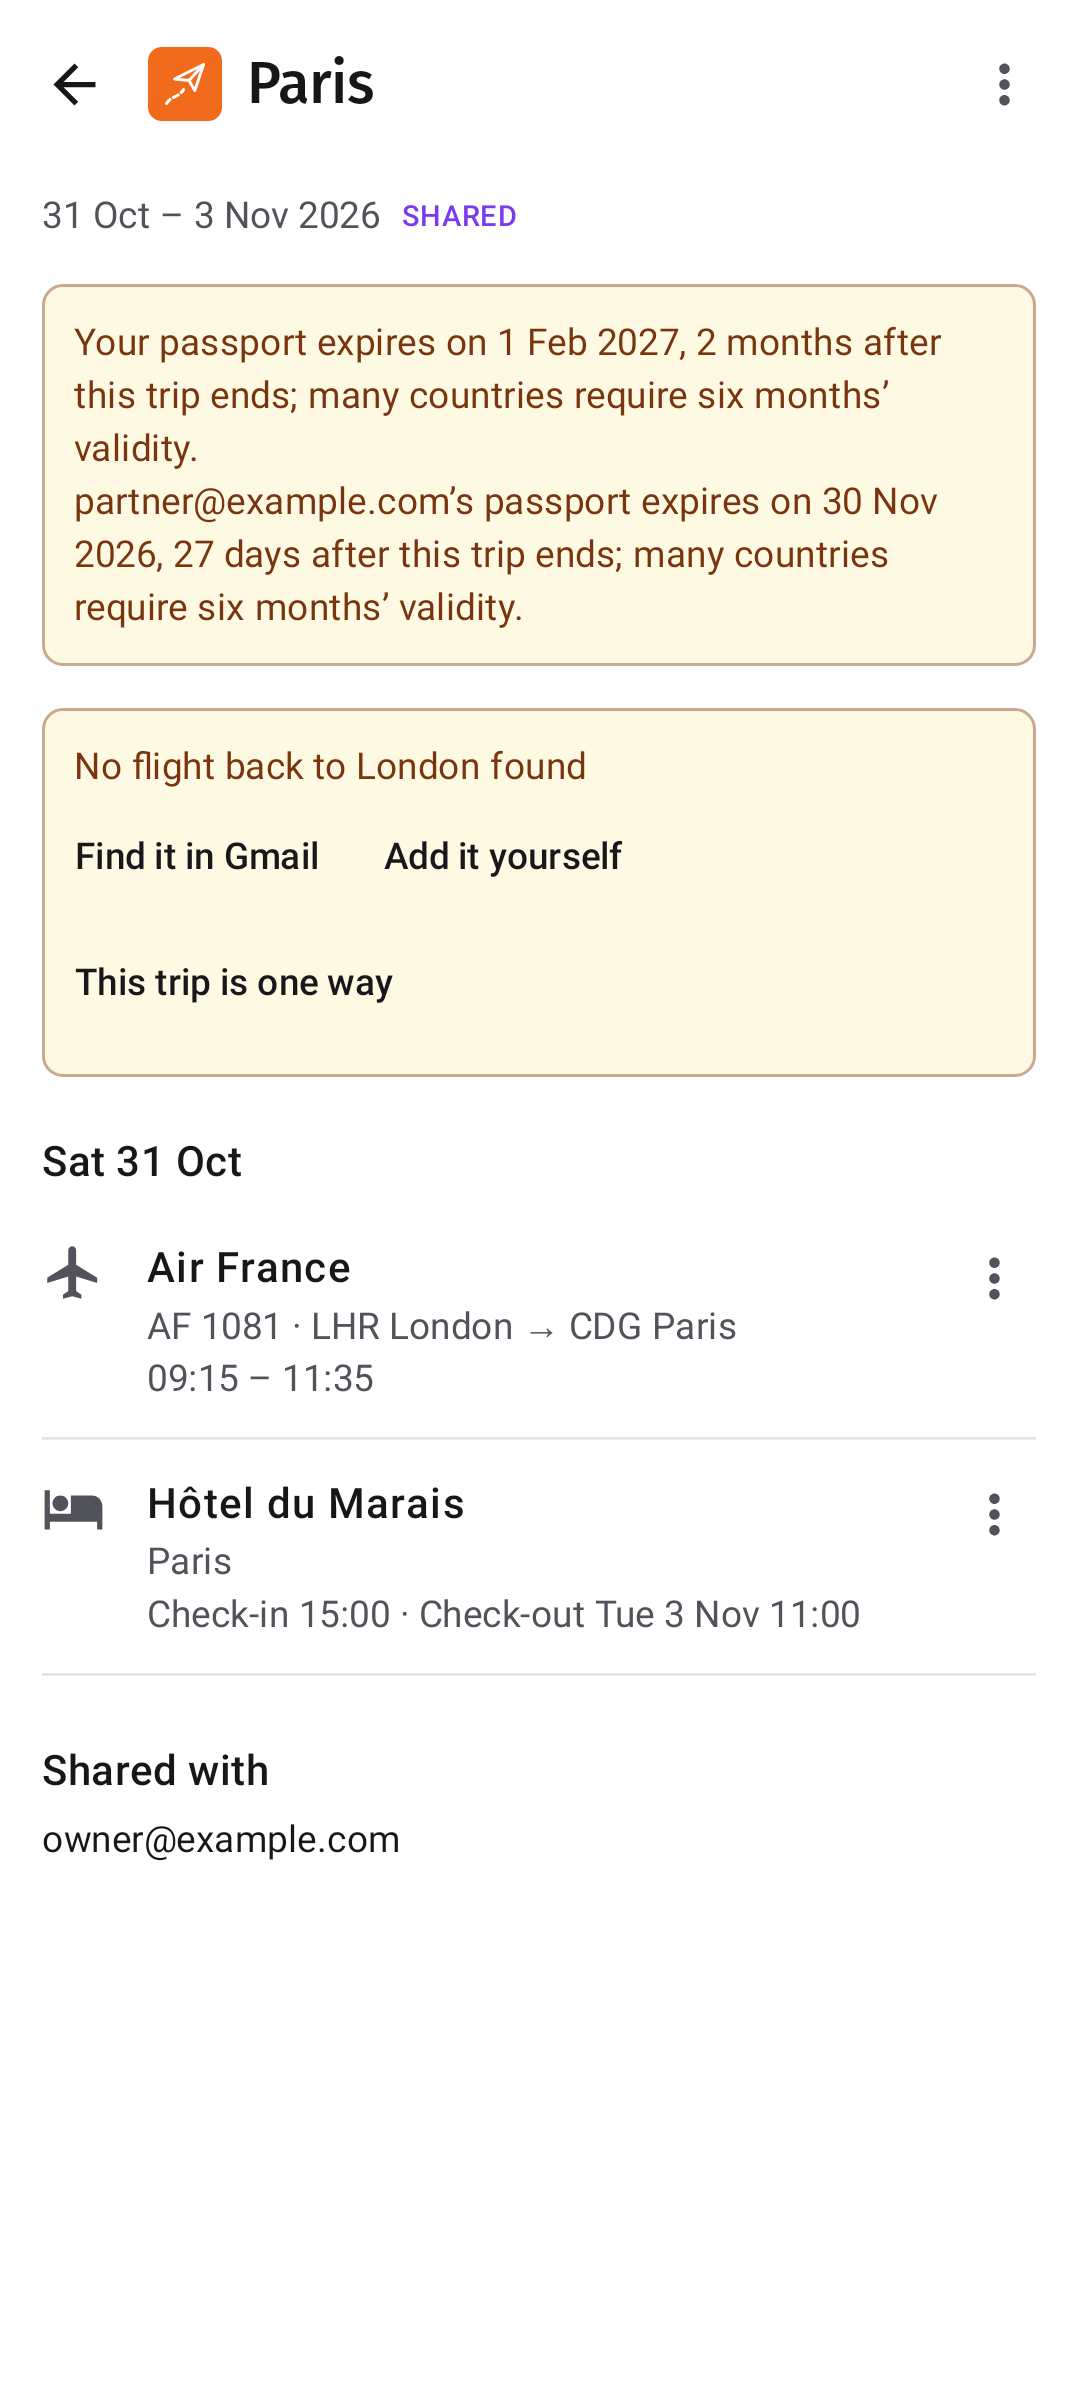 Paris
31 Oct – 3 Nov 2026 SHARED
Your passport expires on 1 Feb 2027, 2 months after
this trip ends; many countries require six months’
validity.
partner@example.com’s passport expires on 30 Nov
2026, 27 days after this trip ends; many countries
require six months’ validity.
No flight back to London found
Find it in Gmail Add it yourself
This trip is one way
Sat 31 Oct
Air France
AF 1081 · LHR London → CDG Paris
09:15 – 11:35
Hôtel du Marais
Paris
Check-in 15:00 · Check-out Tue 3 Nov 11:00
Shared with
owner@example.com